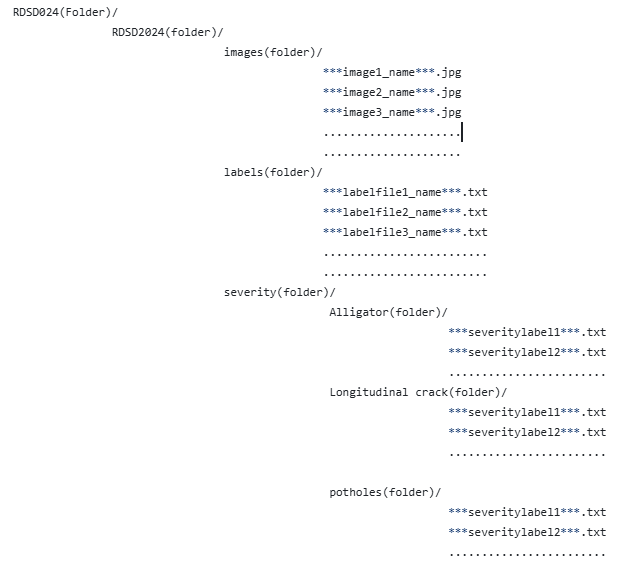 RDSD024(Folder)/
RDSD2024(folder)/
images(folder)/
***image1_name***.jpg
***image2_name***.jpg
***image3_name***.jpg
.....................
.....................
labels(folder)/
***labelfile1_name***.txt
***labelfile2_name***.txt
***labelfile3_name***.txt
.........................
.........................
severity(folder)/
Alligator(folder)/
***severitylabel1***.txt
***severitylabel2***.txt
........................
Longitudinal crack(folder)/
***severitylabel1***.txt
***severitylabel2***.txt
........................
potholes(folder)/
***severitylabel1***.txt
***severitylabel2***.txt
........................